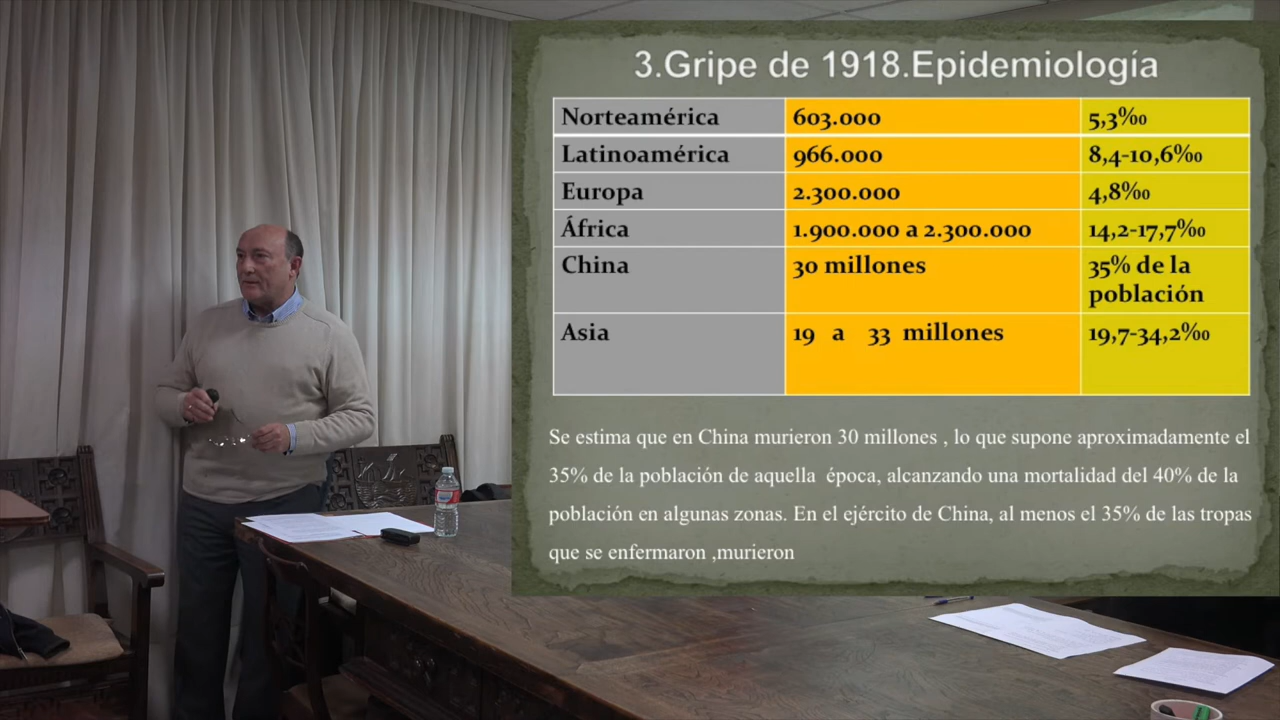 3.Gripe de 1918.Epidemiología
Norteamérica 603.000 5,3‰
Latinoamérica 966.000 8,4-10,6‰
Europa 2.300.000 4,8‰
África 1.900.000 a 2.300.000 14,2-17,7‰
China 30 millones 35% de la
población
Asia 19 a 33 millones 19,7-34,2‰
Se estima que en China murieron 30 millones , lo que supone aproximadamente el
35% de la población de aquella época, alcanzando una mortalidad del 40% de la
población en algunas zonas. En el ejército de China, al menos el 35% de las tropas
que se enfermaron ,murieron